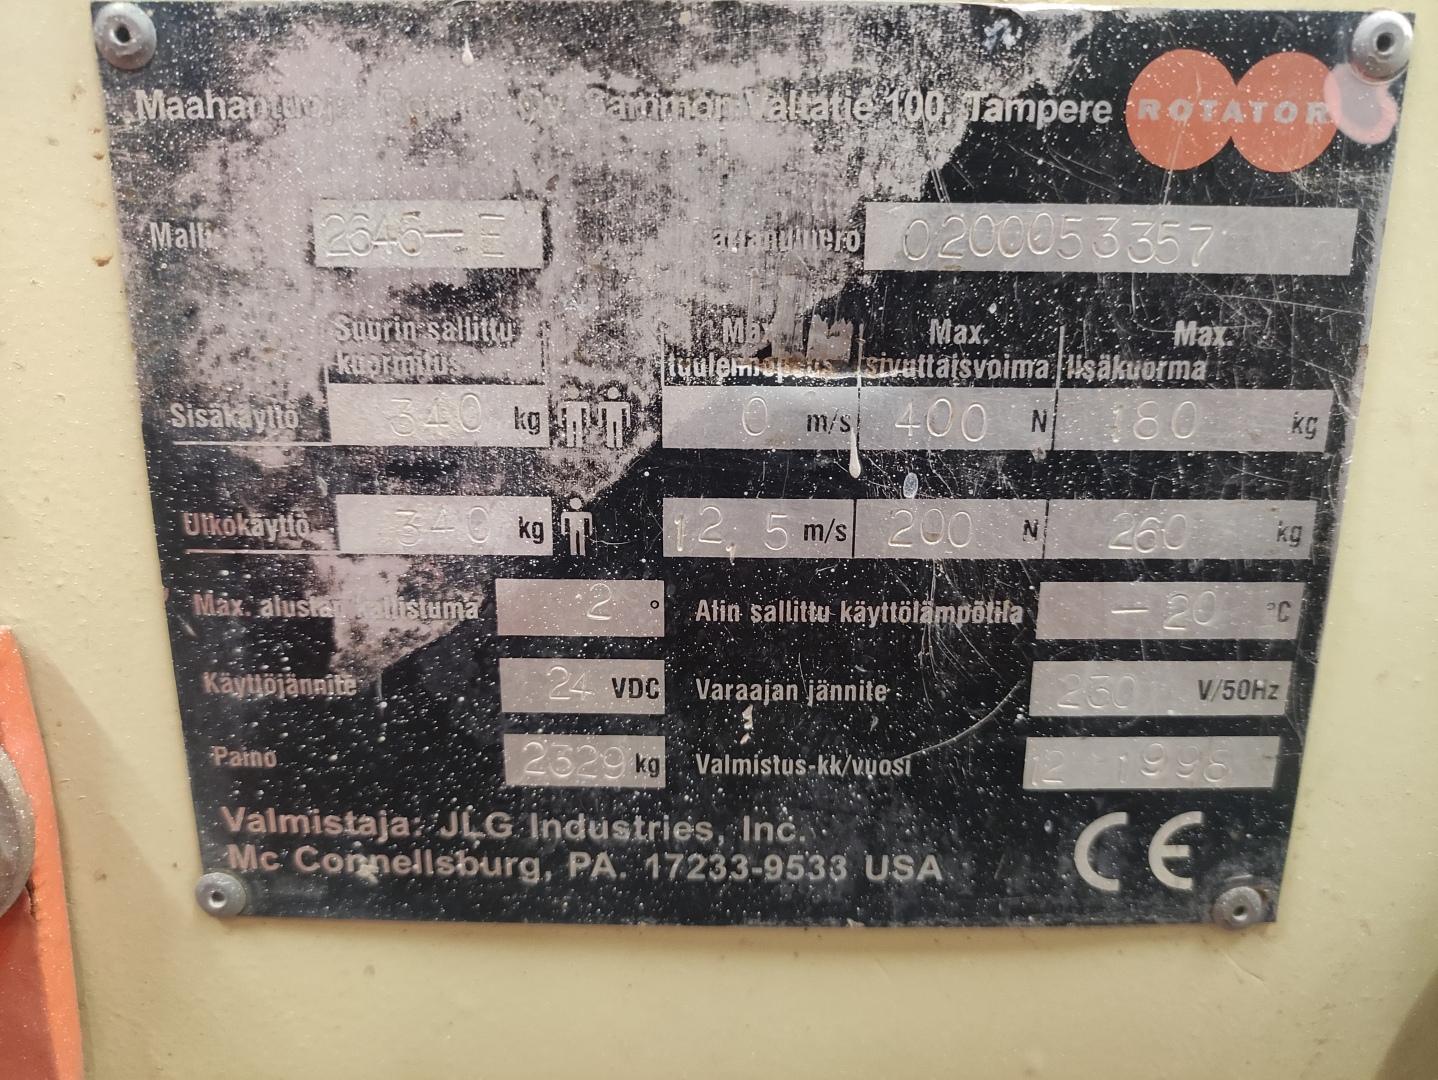 Maahantuoja Rotator Oy, Sammon Valtatie 100, Tampere ROTATOR
Malli 2646-E Sarjanumero 0200053357
Suurin sallittu kuormitus Max. tuulennopeus Max. sivuttaisvoima Max. lisäkuorma
Sisäkäyttö 340 kg 0 m/s 400 N 180 kg
Ulkokäyttö 340 kg 12,5 m/s 200 N 260 kg
Max. alustan kallistuma 2 ° Alin sallittu käyttölämpötila -20 °C
Käyttöjännite 24 VDC Varaajan jännite 230 V/50Hz
Paino 2329 kg Valmistus-kk/vuosi 12 1998
Valmistaja: JLG Industries, Inc.
Mc Connellsburg, PA. 17233-9533 USA CE